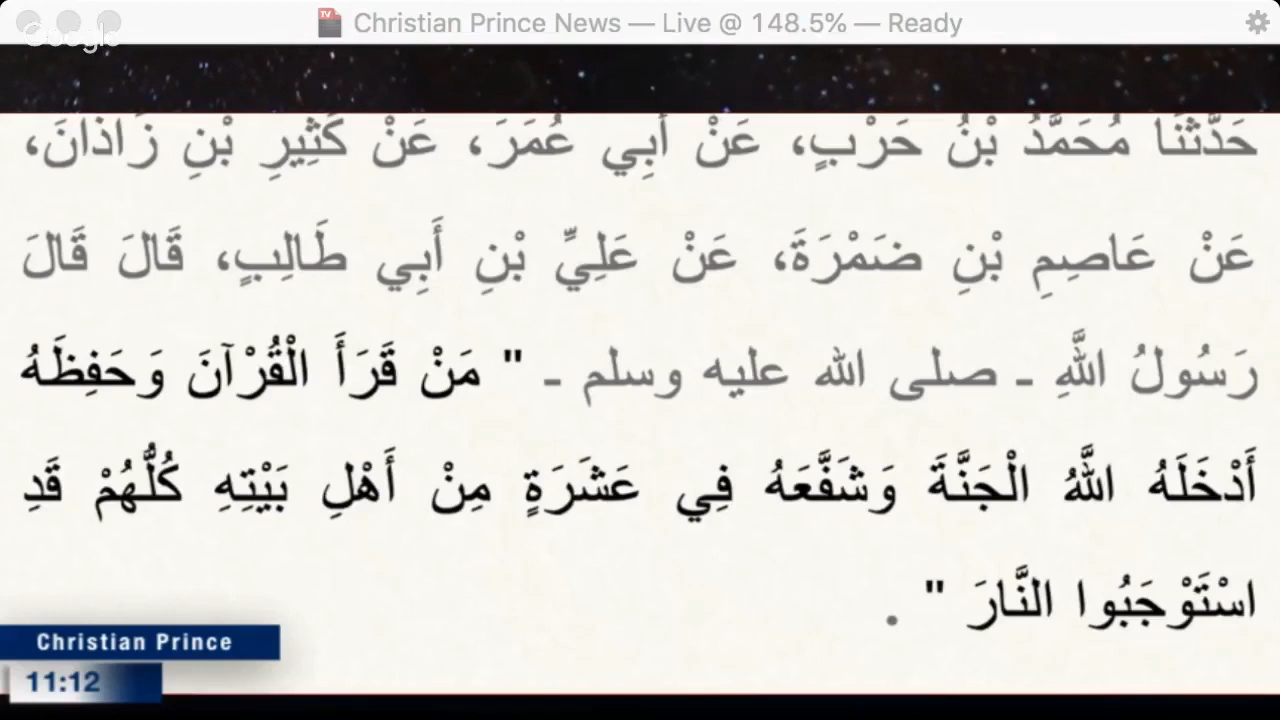 Christian Prince News — Live @ 148.5% — Ready
Google
حَدَّثَنَا مُحَمَّدُ بْنُ حَرْبٍ، عَنْ أَبِي عُمَرَ، عَنْ كَثِيرِ بْنِ زَاذَانَ،
عَنْ عَاصِمِ بْنِ ضَمْرَةَ، عَنْ عَلِيِّ بْنِ أَبِي طَالِبٍ، قَالَ قَالَ
رَسُولُ اللَّهِ ـ صلى الله عليه وسلم ـ " مَنْ قَرَأَ الْقُرْآنَ وَحَفِظَهُ
أَدْخَلَهُ اللَّهُ الْجَنَّةَ وَشَفَّعَهُ فِي عَشَرَةٍ مِنْ أَهْلِ بَيْتِهِ كُلُّهُمْ قَدِ
اسْتَوْجَبُوا النَّارَ " .
Christian Prince
11:12